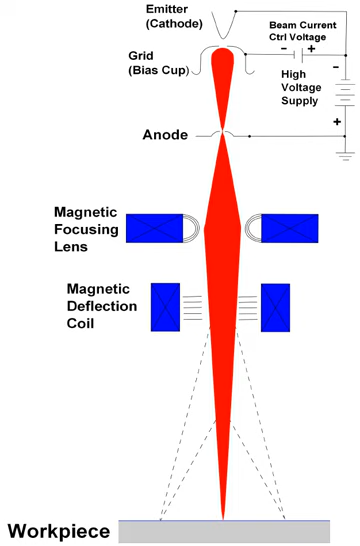 Emitter
(Cathode)
Beam Current
Ctrl Voltage
- +
Grid
(Bias Cup)
-
High
Voltage
Supply
+
Anode
Magnetic
Focusing
Lens
Magnetic
Deflection
Coil
Workpiece